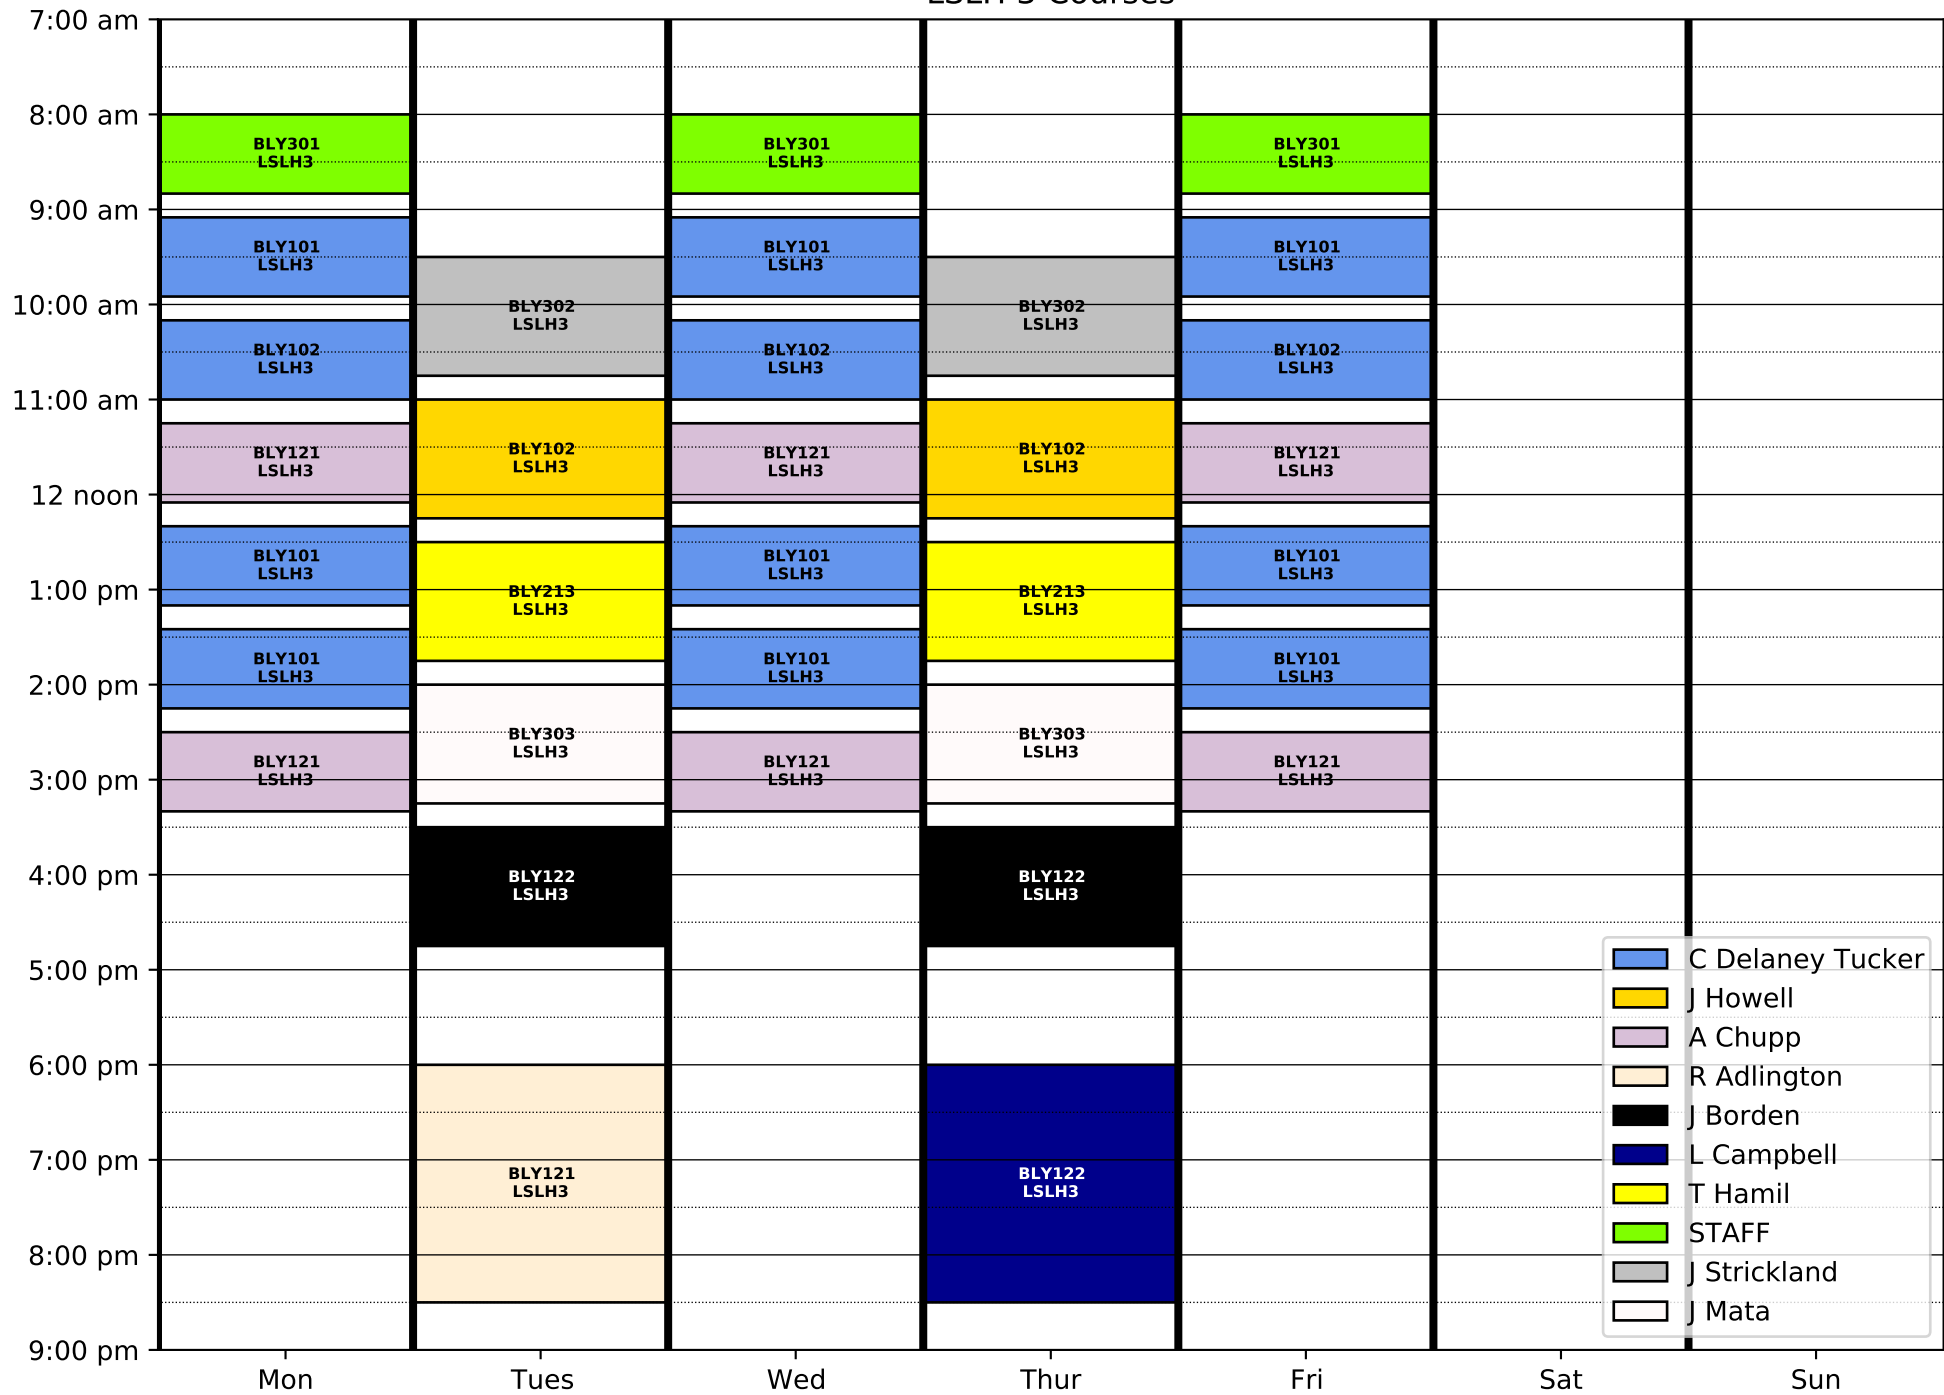 LSLH 3 Courses
7:00 am
8:00 am
9:00 am
10:00 am
11:00 am
12 noon
1:00 pm
2:00 pm
3:00 pm
4:00 pm
5:00 pm
6:00 pm
7:00 pm
8:00 pm
9:00 pm
BLY301
LSLH3
BLY101
LSLH3
BLY102
LSLH3
BLY121
LSLH3
BLY101
LSLH3
BLY101
LSLH3
BLY121
LSLH3
BLY302
LSLH3
BLY102
LSLH3
BLY213
LSLH3
BLY303
LSLH3
BLY122
LSLH3
BLY121
LSLH3
BLY301
LSLH3
BLY101
LSLH3
BLY102
LSLH3
BLY121
LSLH3
BLY101
LSLH3
BLY101
LSLH3
BLY121
LSLH3
BLY302
LSLH3
BLY102
LSLH3
BLY213
LSLH3
BLY303
LSLH3
BLY122
LSLH3
BLY122
LSLH3
BLY301
LSLH3
BLY101
LSLH3
BLY102
LSLH3
BLY121
LSLH3
BLY101
LSLH3
BLY101
LSLH3
BLY121
LSLH3
C Delaney Tucker
J Howell
A Chupp
R Adlington
J Borden
L Campbell
T Hamil
STAFF
J Strickland
J Mata
Mon
Tues
Wed
Thur
Fri
Sat
Sun